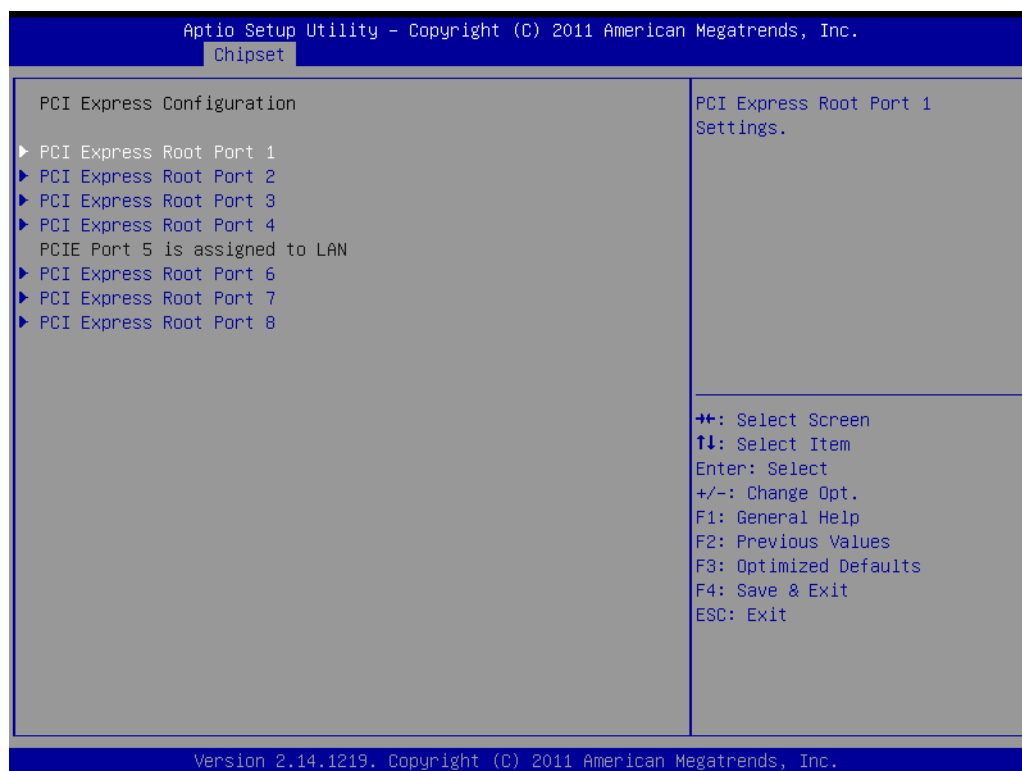 Aptio Setup Utility – Copyright (C) 2011 American Megatrends, Inc.
Chipset
PCI Express Configuration
PCI Express Root Port 1
PCI Express Root Port 2
PCI Express Root Port 3
PCI Express Root Port 4
PCIE Port 5 is assigned to LAN
PCI Express Root Port 6
PCI Express Root Port 7
PCI Express Root Port 8
PCI Express Root Port 1
Settings.
→←: Select Screen
↑↓: Select Item
Enter: Select
+/-: Change Opt.
F1: General Help
F2: Previous Values
F3: Optimized Defaults
F4: Save & Exit
ESC: Exit
Version 2.14.1219. Copyright (C) 2011 American Megatrends, Inc.